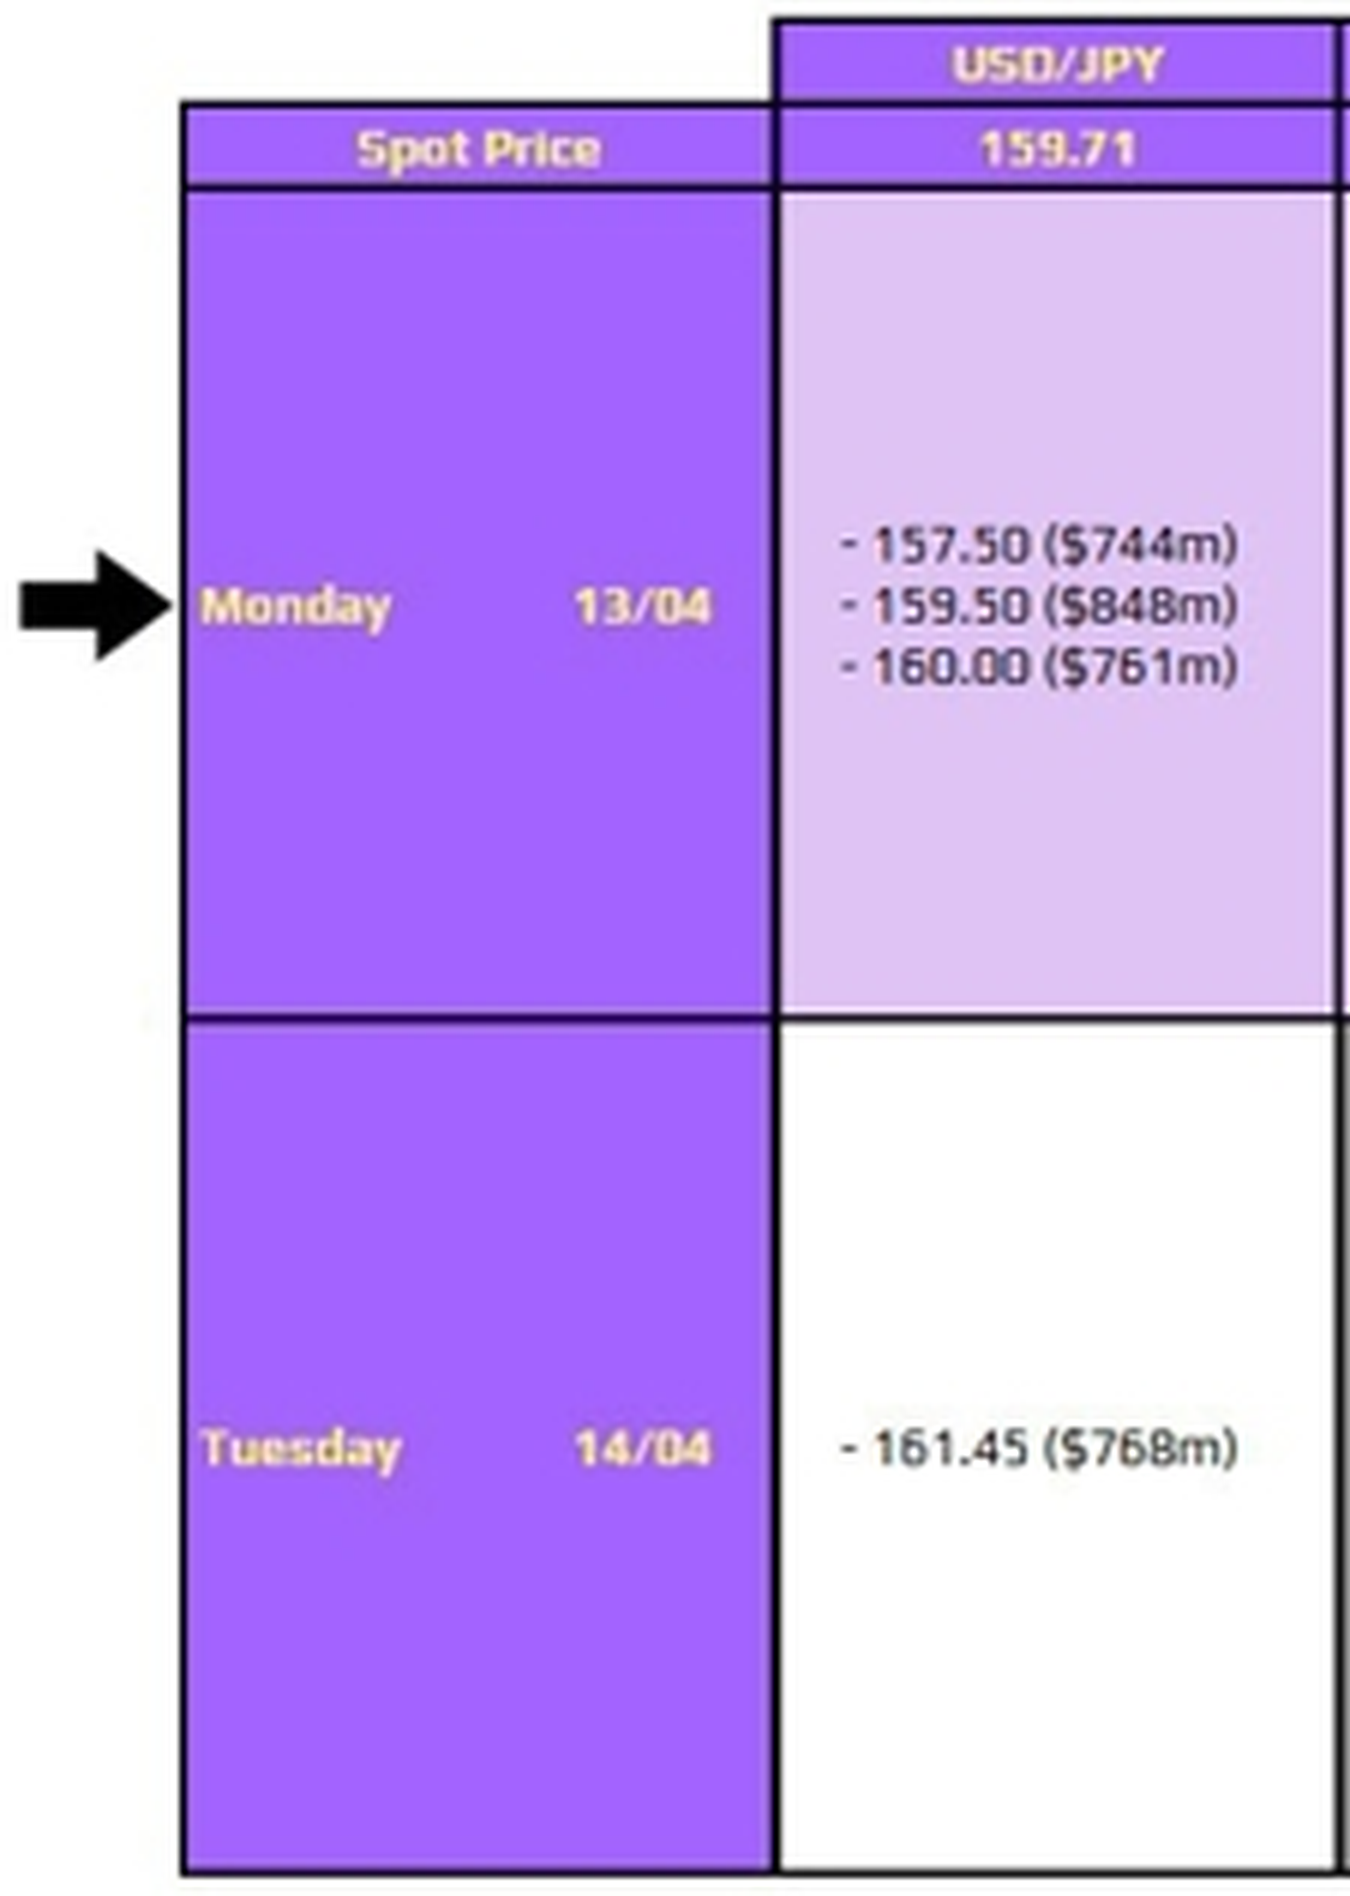 USD/JPY
Spot Price 159.71
Monday 13/04
- 157.50 ($744m)
- 159.50 ($848m)
- 160.00 ($761m)
Tuesday 14/04
- 161.45 ($768m)